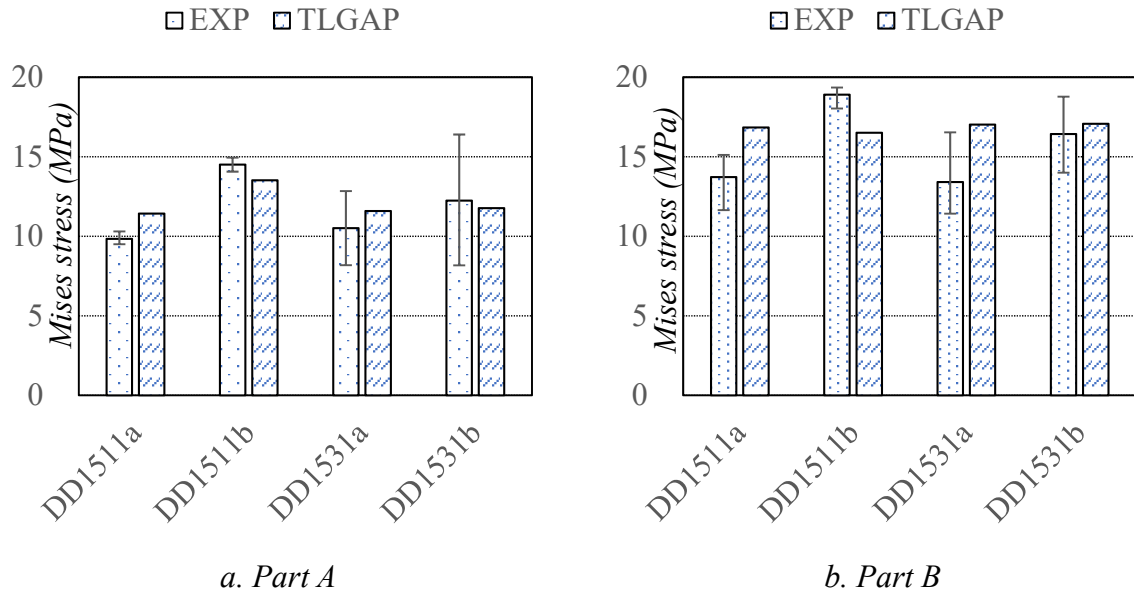 EXP TLGAP
Mises stress (MPa)
20
15
10
5
0
DD1511a
DD1511b
DD1531a
DD1531b
a. Part A
EXP TLGAP
Mises stress (MPa)
20
15
10
5
0
DD1511a
DD1511b
DD1531a
DD1531b
b. Part B